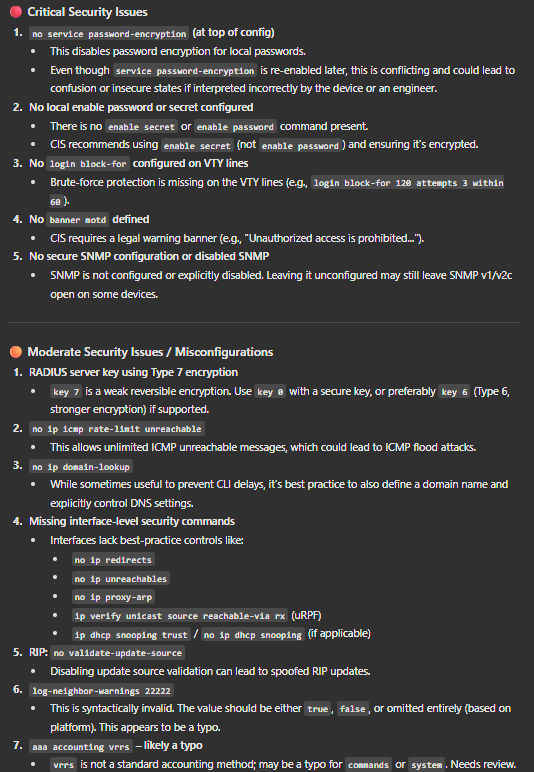 🔴 Critical Security Issues
1. no service password-encryption (at top of config)
• This disables password encryption for local passwords.
• Even though service password-encryption is re-enabled later, this is conflicting and could lead to
confusion or insecure states if interpreted incorrectly by the device or an engineer.
2. No local enable password or secret configured
• There is no enable secret or enable password command present.
• CIS recommends using enable secret (not enable password) and ensuring it's encrypted.
3. No login block-for configured on VTY lines
• Brute-force protection is missing on the VTY lines (e.g., login block-for 120 attempts 3 within
60).
4. No banner motd defined
• CIS requires a legal warning banner (e.g., "Unauthorized access is prohibited...").
5. No secure SNMP configuration or disabled SNMP
• SNMP is not configured or explicitly disabled. Leaving it unconfigured may still leave SNMP v1/v2c
open on some devices.
🟠 Moderate Security Issues / Misconfigurations
1. RADIUS server key using Type 7 encryption
• key 7 is a weak reversible encryption. Use key 0 with a secure key, or preferably key 6 (Type 6,
stronger encryption) if supported.
2. no ip icmp rate-limit unreachable
• This allows unlimited ICMP unreachable messages, which could lead to ICMP flood attacks.
3. no ip domain-lookup
• While sometimes useful to prevent CLI delays, it's best practice to also define a domain name and
explicitly control DNS settings.
4. Missing interface-level security commands
• Interfaces lack best-practice controls like:
• no ip redirects
• no ip unreachables
• no ip proxy-arp
• ip verify unicast source reachable-via rx (uRPF)
• ip dhcp snooping trust / no ip dhcp snooping (if applicable)
5. RIP: no validate-update-source
• Disabling update source validation can lead to spoofed RIP updates.
6. log-neighbor-warnings 22222
• This is syntactically invalid. The value should be either true, false, or omitted entirely (based on
platform). This appears to be a typo.
7. aaa accounting vrrs – likely a typo
• vrrs is not a standard accounting method; may be a typo for commands or system. Needs review.